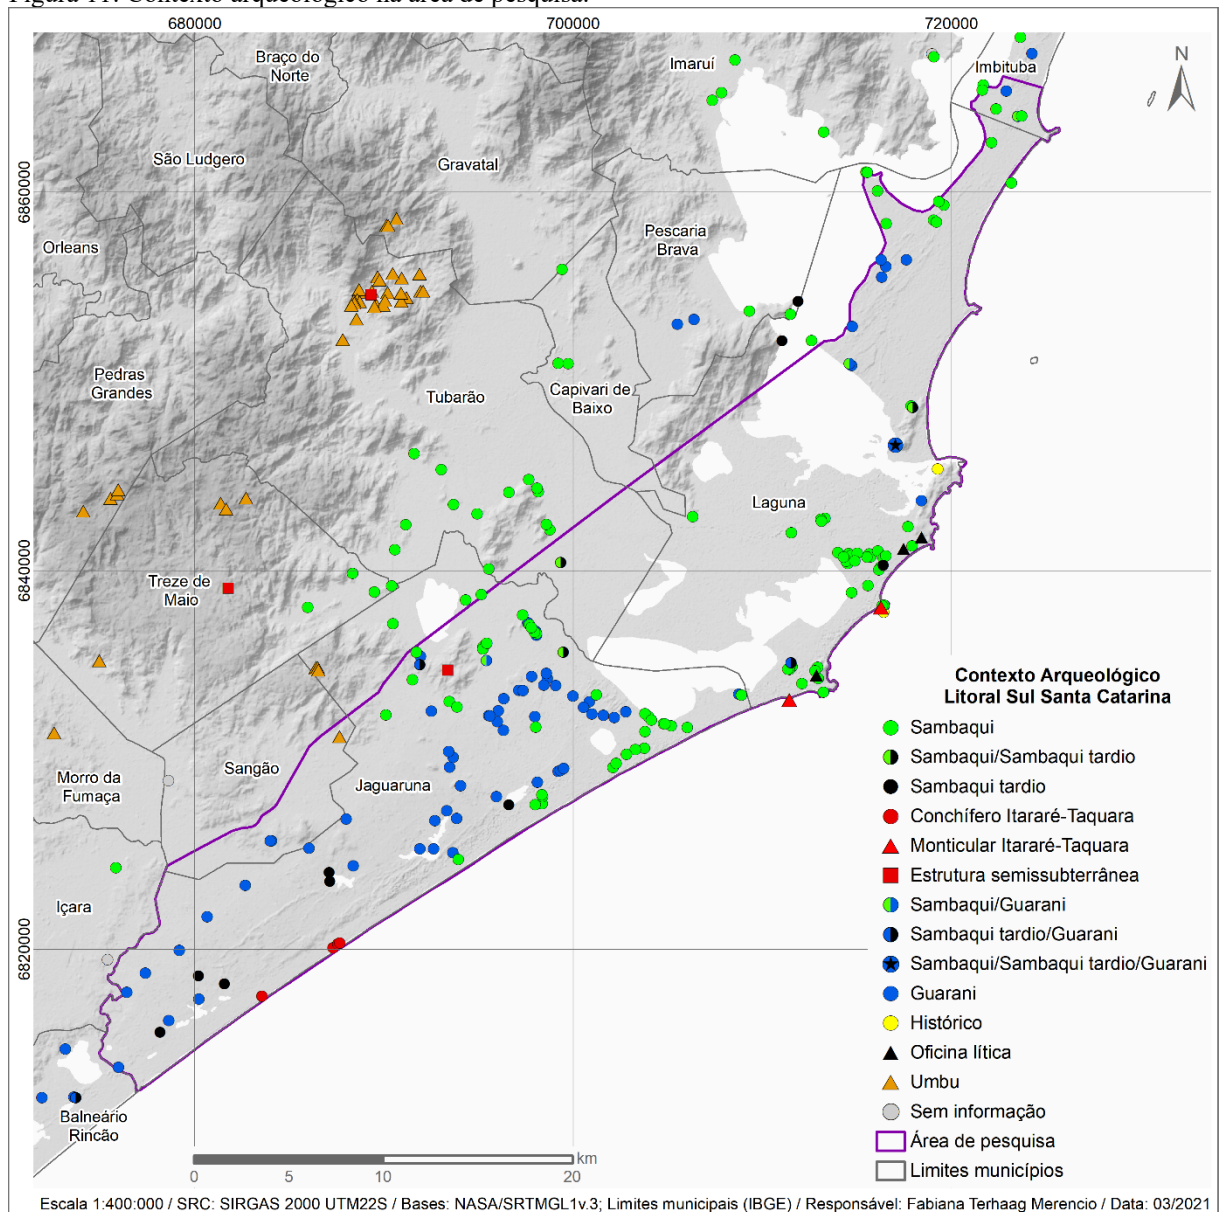 Figura 11: Contexto arqueológico na área de pesquisa.
680000
700000
720000
Braço do
Norte
Imaruí
Imbituba
N
São Ludgero
Gravatal
6860000
Orleans
Pescaria
Brava
Pedras
Grandes
Tubarão
Capivari de
Baixo
Laguna
6840000
Treze de
Maio
Contexto Arqueológico
Litoral Sul Santa Catarina
Sambaqui
Sambaqui/Sambaqui tardio
Sambaqui tardio
Conchífero Itararé-Taquara
Monticular Itararé-Taquara
Estrutura semissubterrânea
Sambaqui/Guarani
Sambaqui tardio/Guarani
Sambaqui/Sambaqui tardio/Guarani
Guarani
Histórico
Oficina lítica
Umbu
Sem informação
Área de pesquisa
Limites municípios
Morro da
Fumaça
Sangão
Jaguaruna
Içara
6820000
Balneário
Rincão
km
0
5
10
20
Escala 1:400:000 / SRC: SIRGAS 2000 UTM22S / Bases: NASA/SRTMGL1v.3; Limites municipais (IBGE) / Responsável: Fabiana Terhaag Merencio / Data: 03/2021